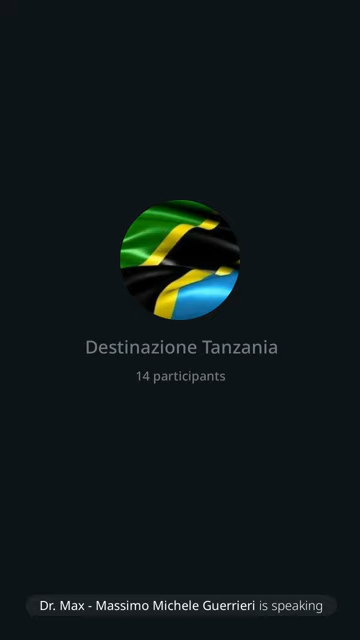 Destinazione Tanzania
14 participants
Dr. Max - Massimo Michele Guerrieri is speaking